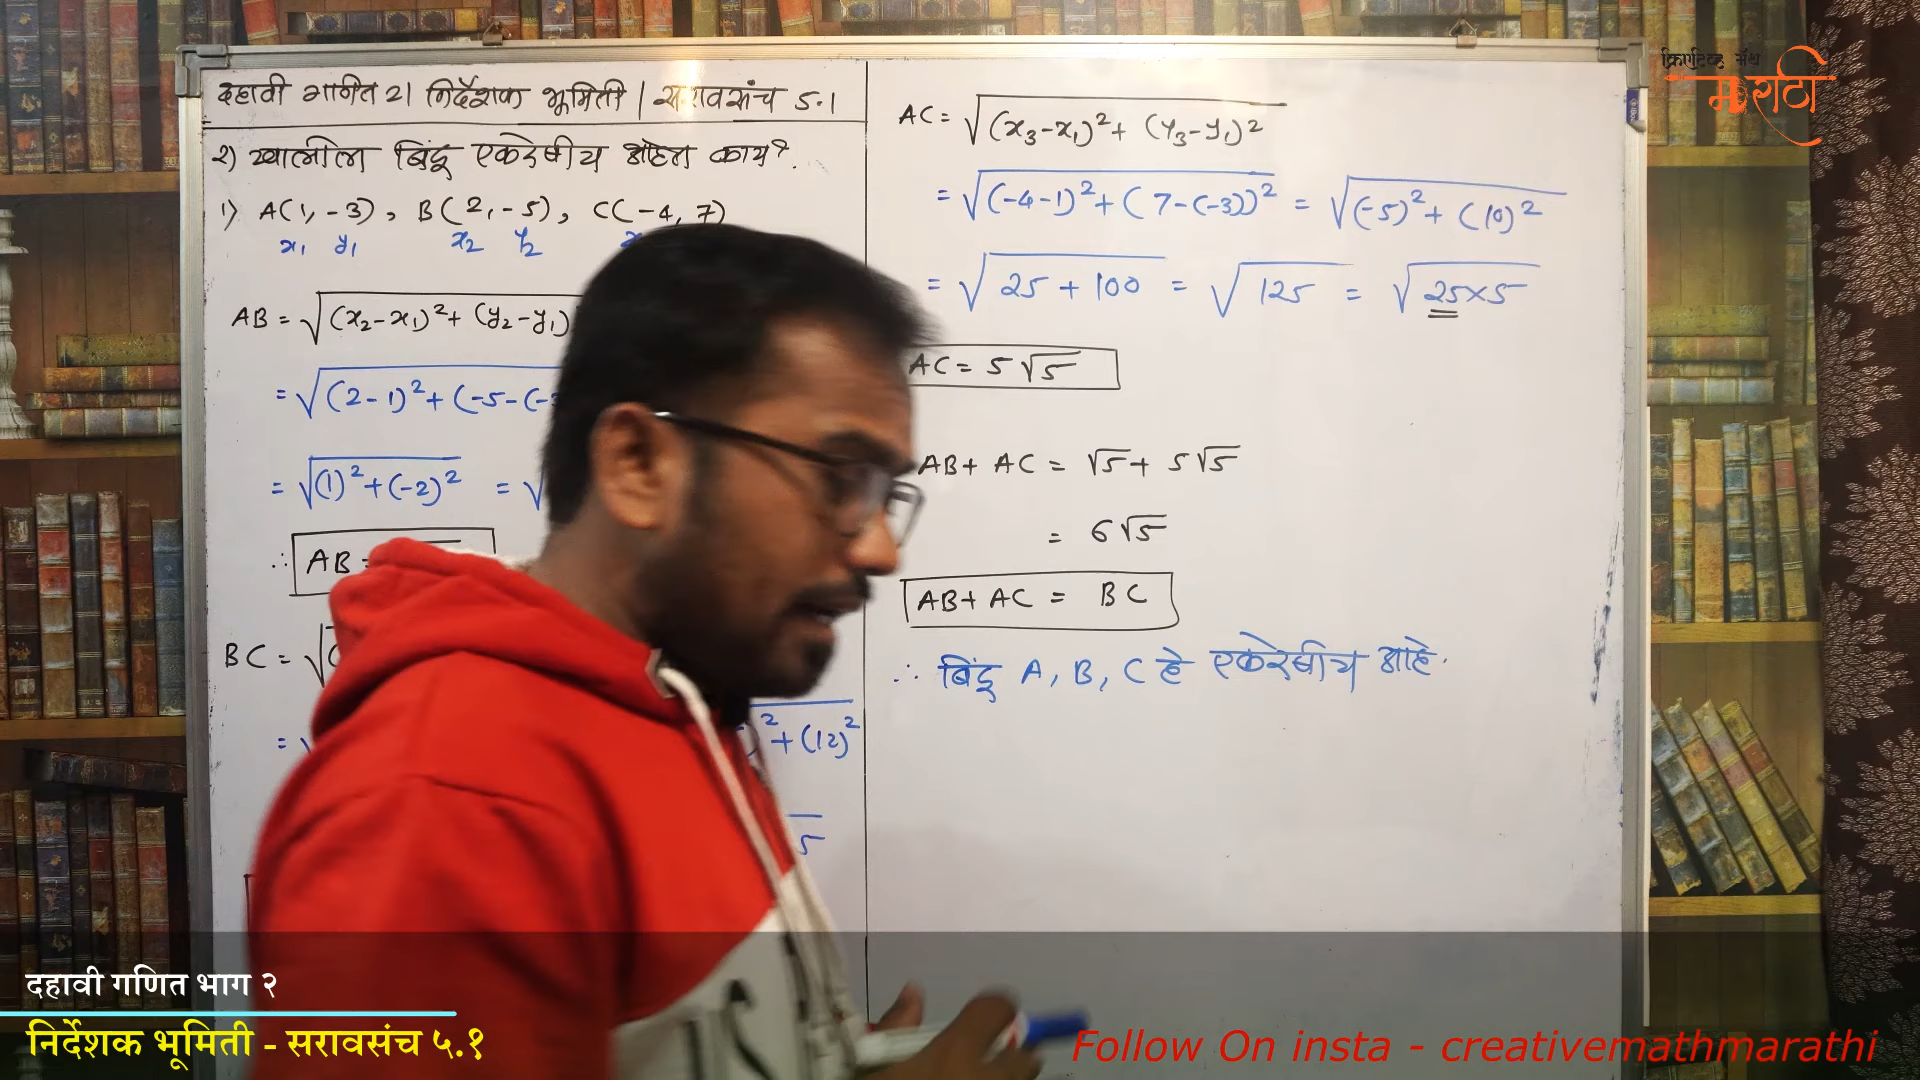 दहावी गणित 2 | निर्देशक भूमिती | सरावसंच 5.1
२) खालील बिंदू एकरेषीय आहेत काय?
1) A(1, -3), B(2, -5), C(-4, 7)
x₁ y₁ x₂ y₂
AB = √(x₂-x₁)²+ (y₂-y₁)
= √(2-1)²+ (-5-(-3
= √(1)²+(-2)² = √
∴ AB =
BC = √(
= √ )²+(12)²
5
AC = √(x₃-x₁)²+ (y₃-y₁)²
= √(-4-1)²+ (7-(-3))² = √(-5)²+ (10)²
= √25 + 100 = √125 = √25×5
AC = 5√5
AB+ AC = √5+ 5√5
= 6√5
AB+ AC = BC
∴ बिंदू A, B, C हे एकरेषीय आहे.
क्रिएटिव्ह मॅथ
मराठी
दहावी गणित भाग २
निर्देशक भूमिती - सरावसंच ५.१
Follow On insta - creativemathmarathi